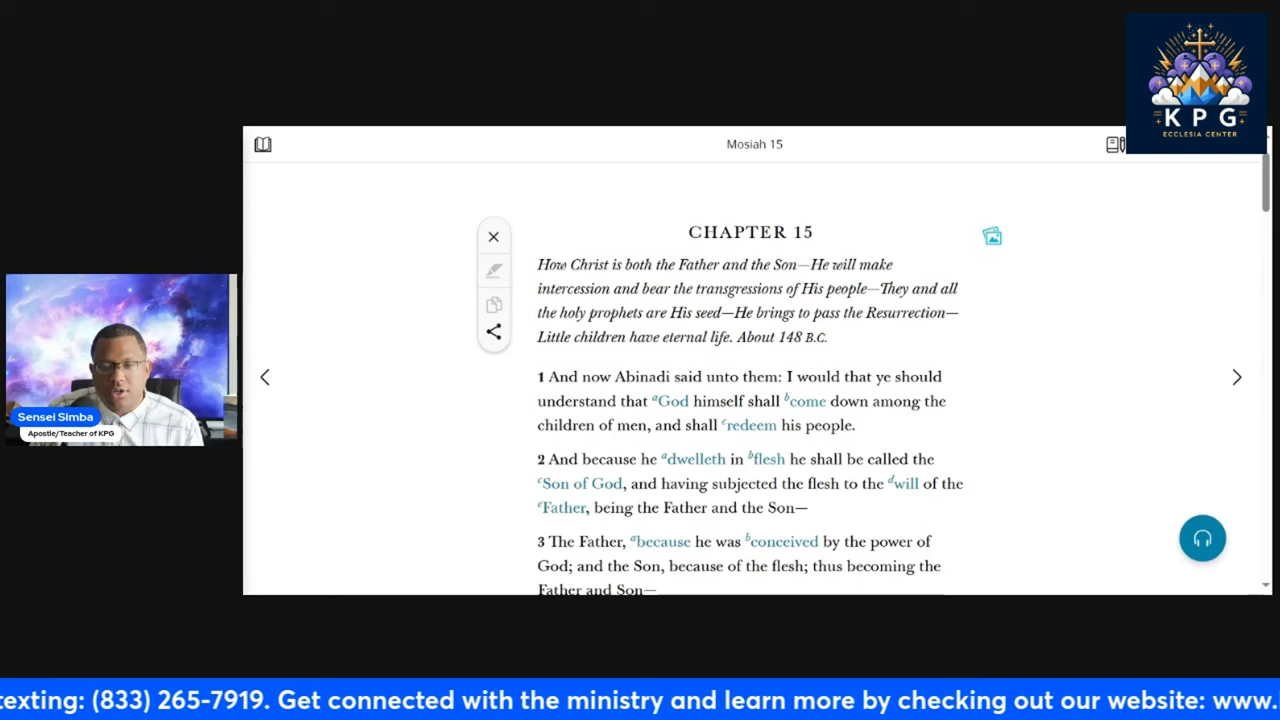 K P G
ECCLESIA CENTER
Mosiah 15
CHAPTER 15
How Christ is both the Father and the Son—He will make
intercession and bear the transgressions of His people—They and all
the holy prophets are His seed—He brings to pass the Resurrection—
Little children have eternal life. About 148 B.C.
1 And now Abinadi said unto them: I would that ye should
understand that aGod himself shall bcome down among the
children of men, and shall credeem his people.
2 And because he adwelleth in bflesh he shall be called the
cSon of God, and having subjected the flesh to the dwill of the
eFather, being the Father and the Son—
3 The Father, abecause he was bconceived by the power of
God; and the Son, because of the flesh; thus becoming the
Father and Son—
Sensei Simba
Apostle/Teacher of KPG
texting: (833) 265-7919. Get connected with the ministry and learn more by checking out our website: www.